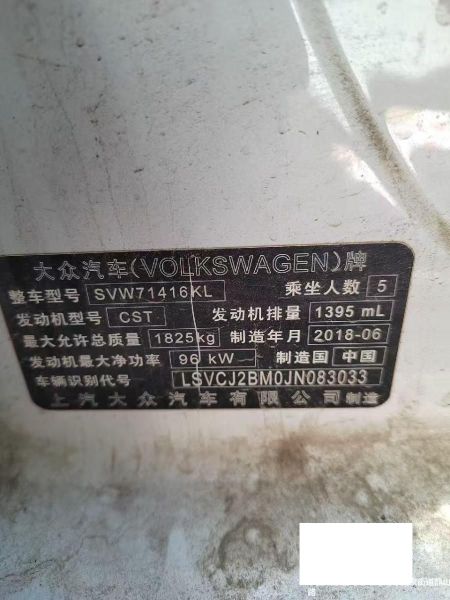 大众汽车(VOLKSWAGEN)牌
整车型号 SVW71416KL 乘坐人数 5
发动机型号 CST 发动机排量 1395 mL
最大允许总质量 1825kg 制造年月 2018-06
发动机最大净功率 96 kW 制造国 中国
车辆识别代号 LSVCJ2BM0JN083033
上汽大众汽车有限公司制造
路